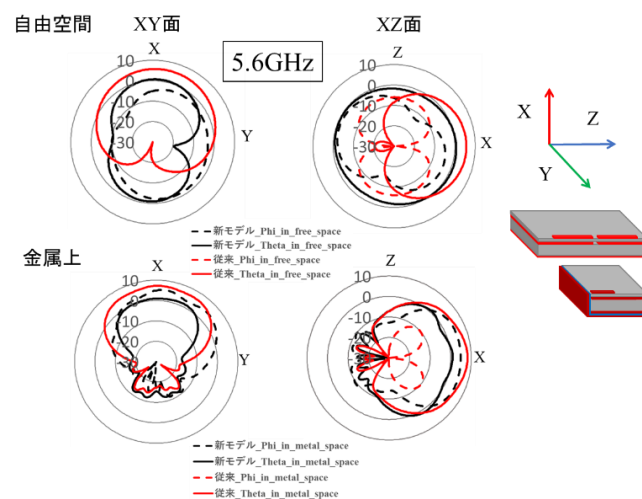 自由空間
XY面
XZ面
5.6GHz
X
10
0
-10
-20
-30
Y
Z
10
0
-10
-20
-30
X
X
Z
Y
新モデル_Phi_in_free_space
新モデル_Theta_in_free_space
従来_Phi_in_free_space
従来_Theta_in_free_space
金属上
X
10
0
-10
-20
Y
Z
10
0
-10
-20
X
新モデル_Phi_in_metal_space
新モデル_Theta_in_metal_space
従来_Phi_in_metal_space
従来_Theta_in_metal_space